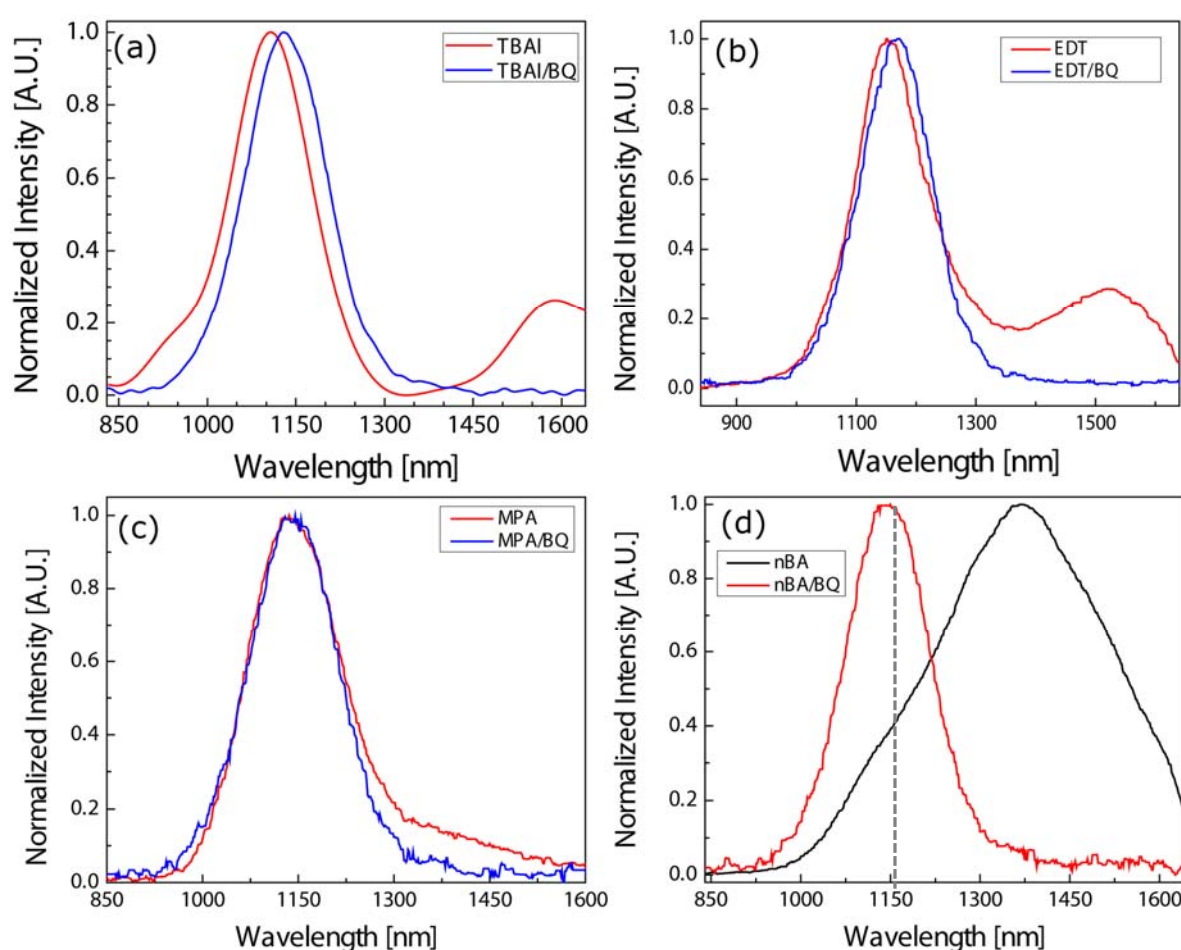 (a)
TBAI
TBAI/BQ
Normalized Intensity [A.U.]
1.0
0.8
0.6
0.4
0.2
0.0
850 1000 1150 1300 1450 1600
Wavelength [nm]
(b)
EDT
EDT/BQ
Normalized Intensity [A.U.]
1.0
0.8
0.6
0.4
0.2
0.0
900 1100 1300 1500
Wavelength [nm]
(c)
MPA
MPA/BQ
Normalized Intensity [A.U.]
1.0
0.8
0.6
0.4
0.2
0.0
850 1000 1150 1300 1450 1600
Wavelength [nm]
(d)
nBA
nBA/BQ
Normalized Intensity [A.U.]
1.0
0.8
0.6
0.4
0.2
0.0
850 1000 1150 1300 1450 1600
Wavelength [nm]